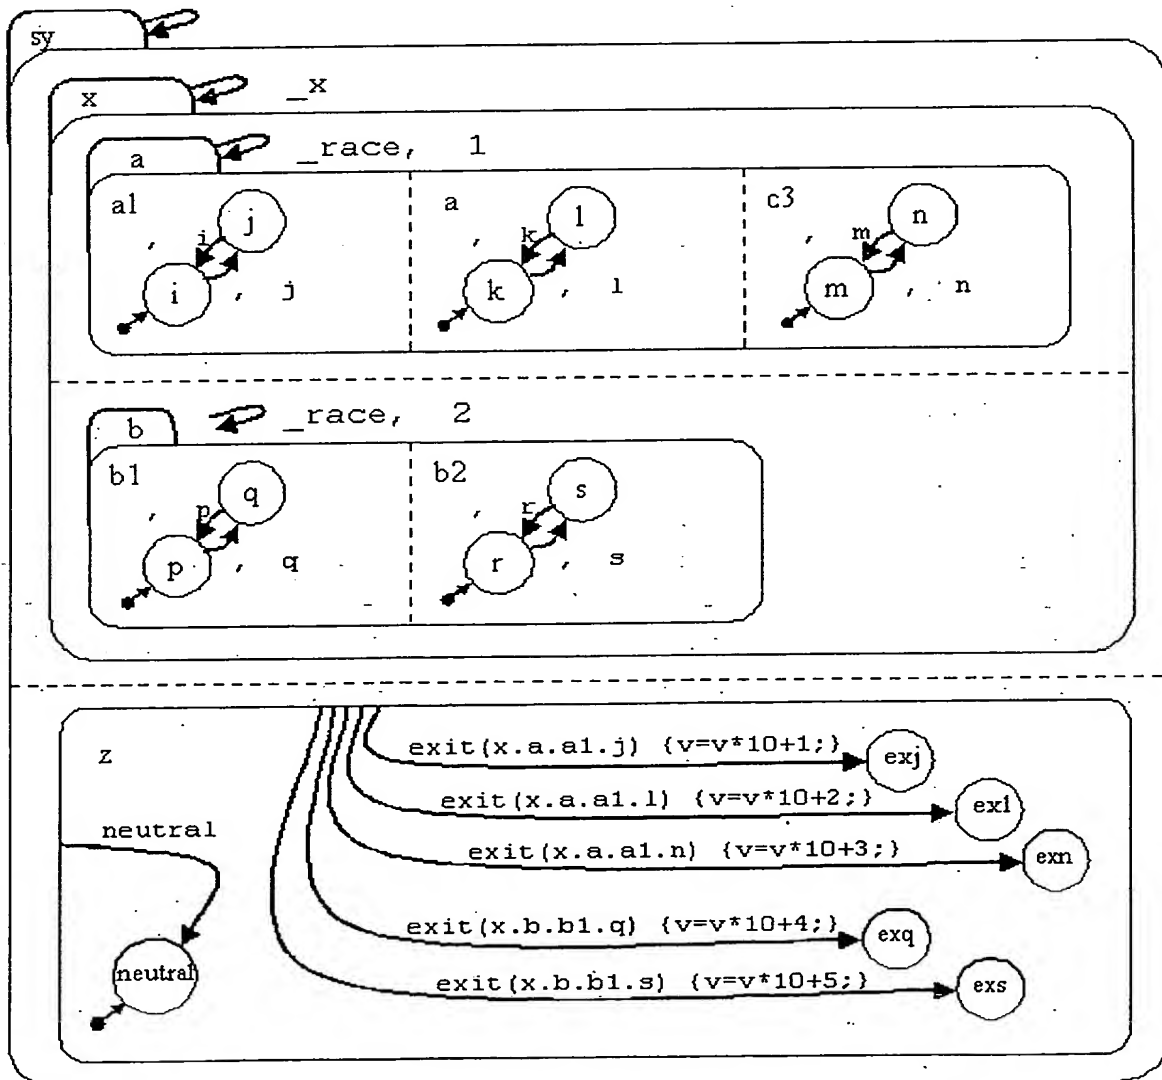 sy
x _x
a _race, 1
a1 j a l c3 n
, i , k , m
i , j k , l m , n
b _race, 2
b1 q b2 s
, p , r
p , q r , s
z
exit(x.a.a1.j) {v=v*10+1;} exj
exit(x.a.a1.l) {v=v*10+2;} exl
neutral
exit(x.a.a1.n) {v=v*10+3;} exn
exit(x.b.b1.q) {v=v*10+4;} exq
neutral
exit(x.b.b1.s) {v=v*10+5;} exs